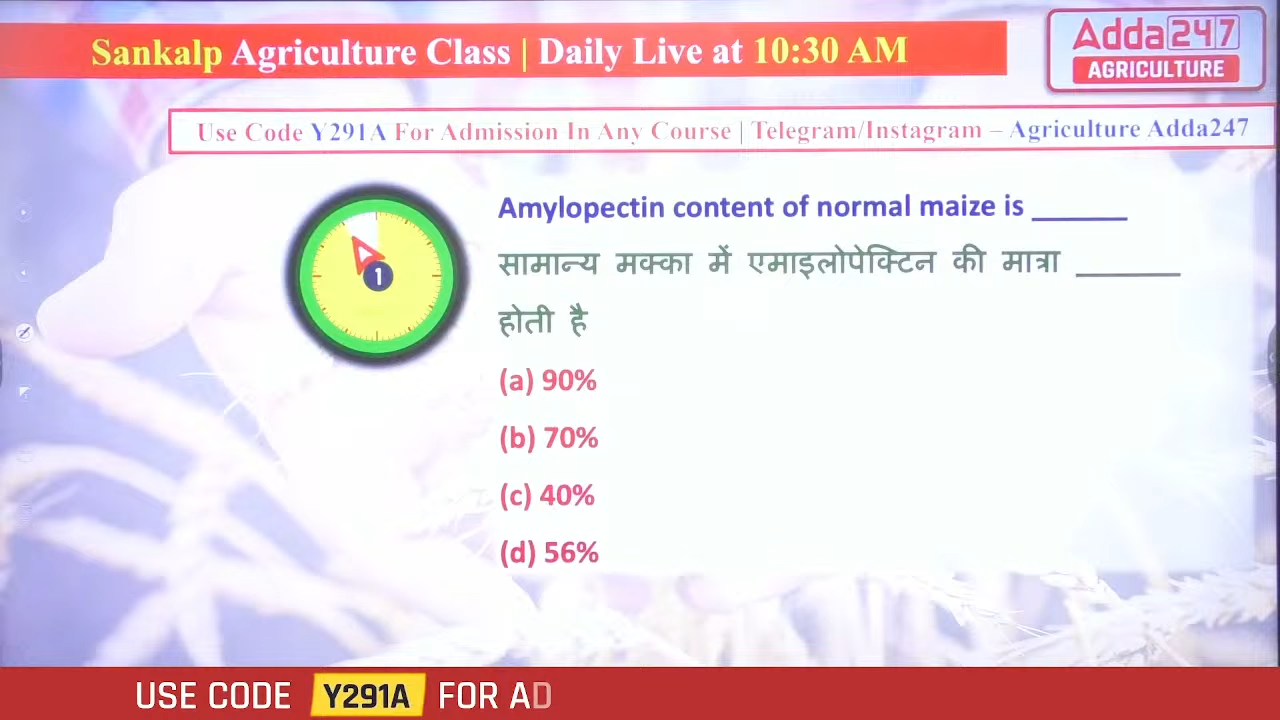 Sankalp Agriculture Class | Daily Live at 10:30 AM
Adda247
AGRICULTURE
Use Code Y291A For Admission In Any Course | Telegram/Instagram – Agriculture Adda247
1
Amylopectin content of normal maize is ______
सामान्य मक्का में एमाइलोपेक्टिन की मात्रा ______
होती है
(a) 90%
(b) 70%
(c) 40%
(d) 56%
USE CODE Y291A FOR AD